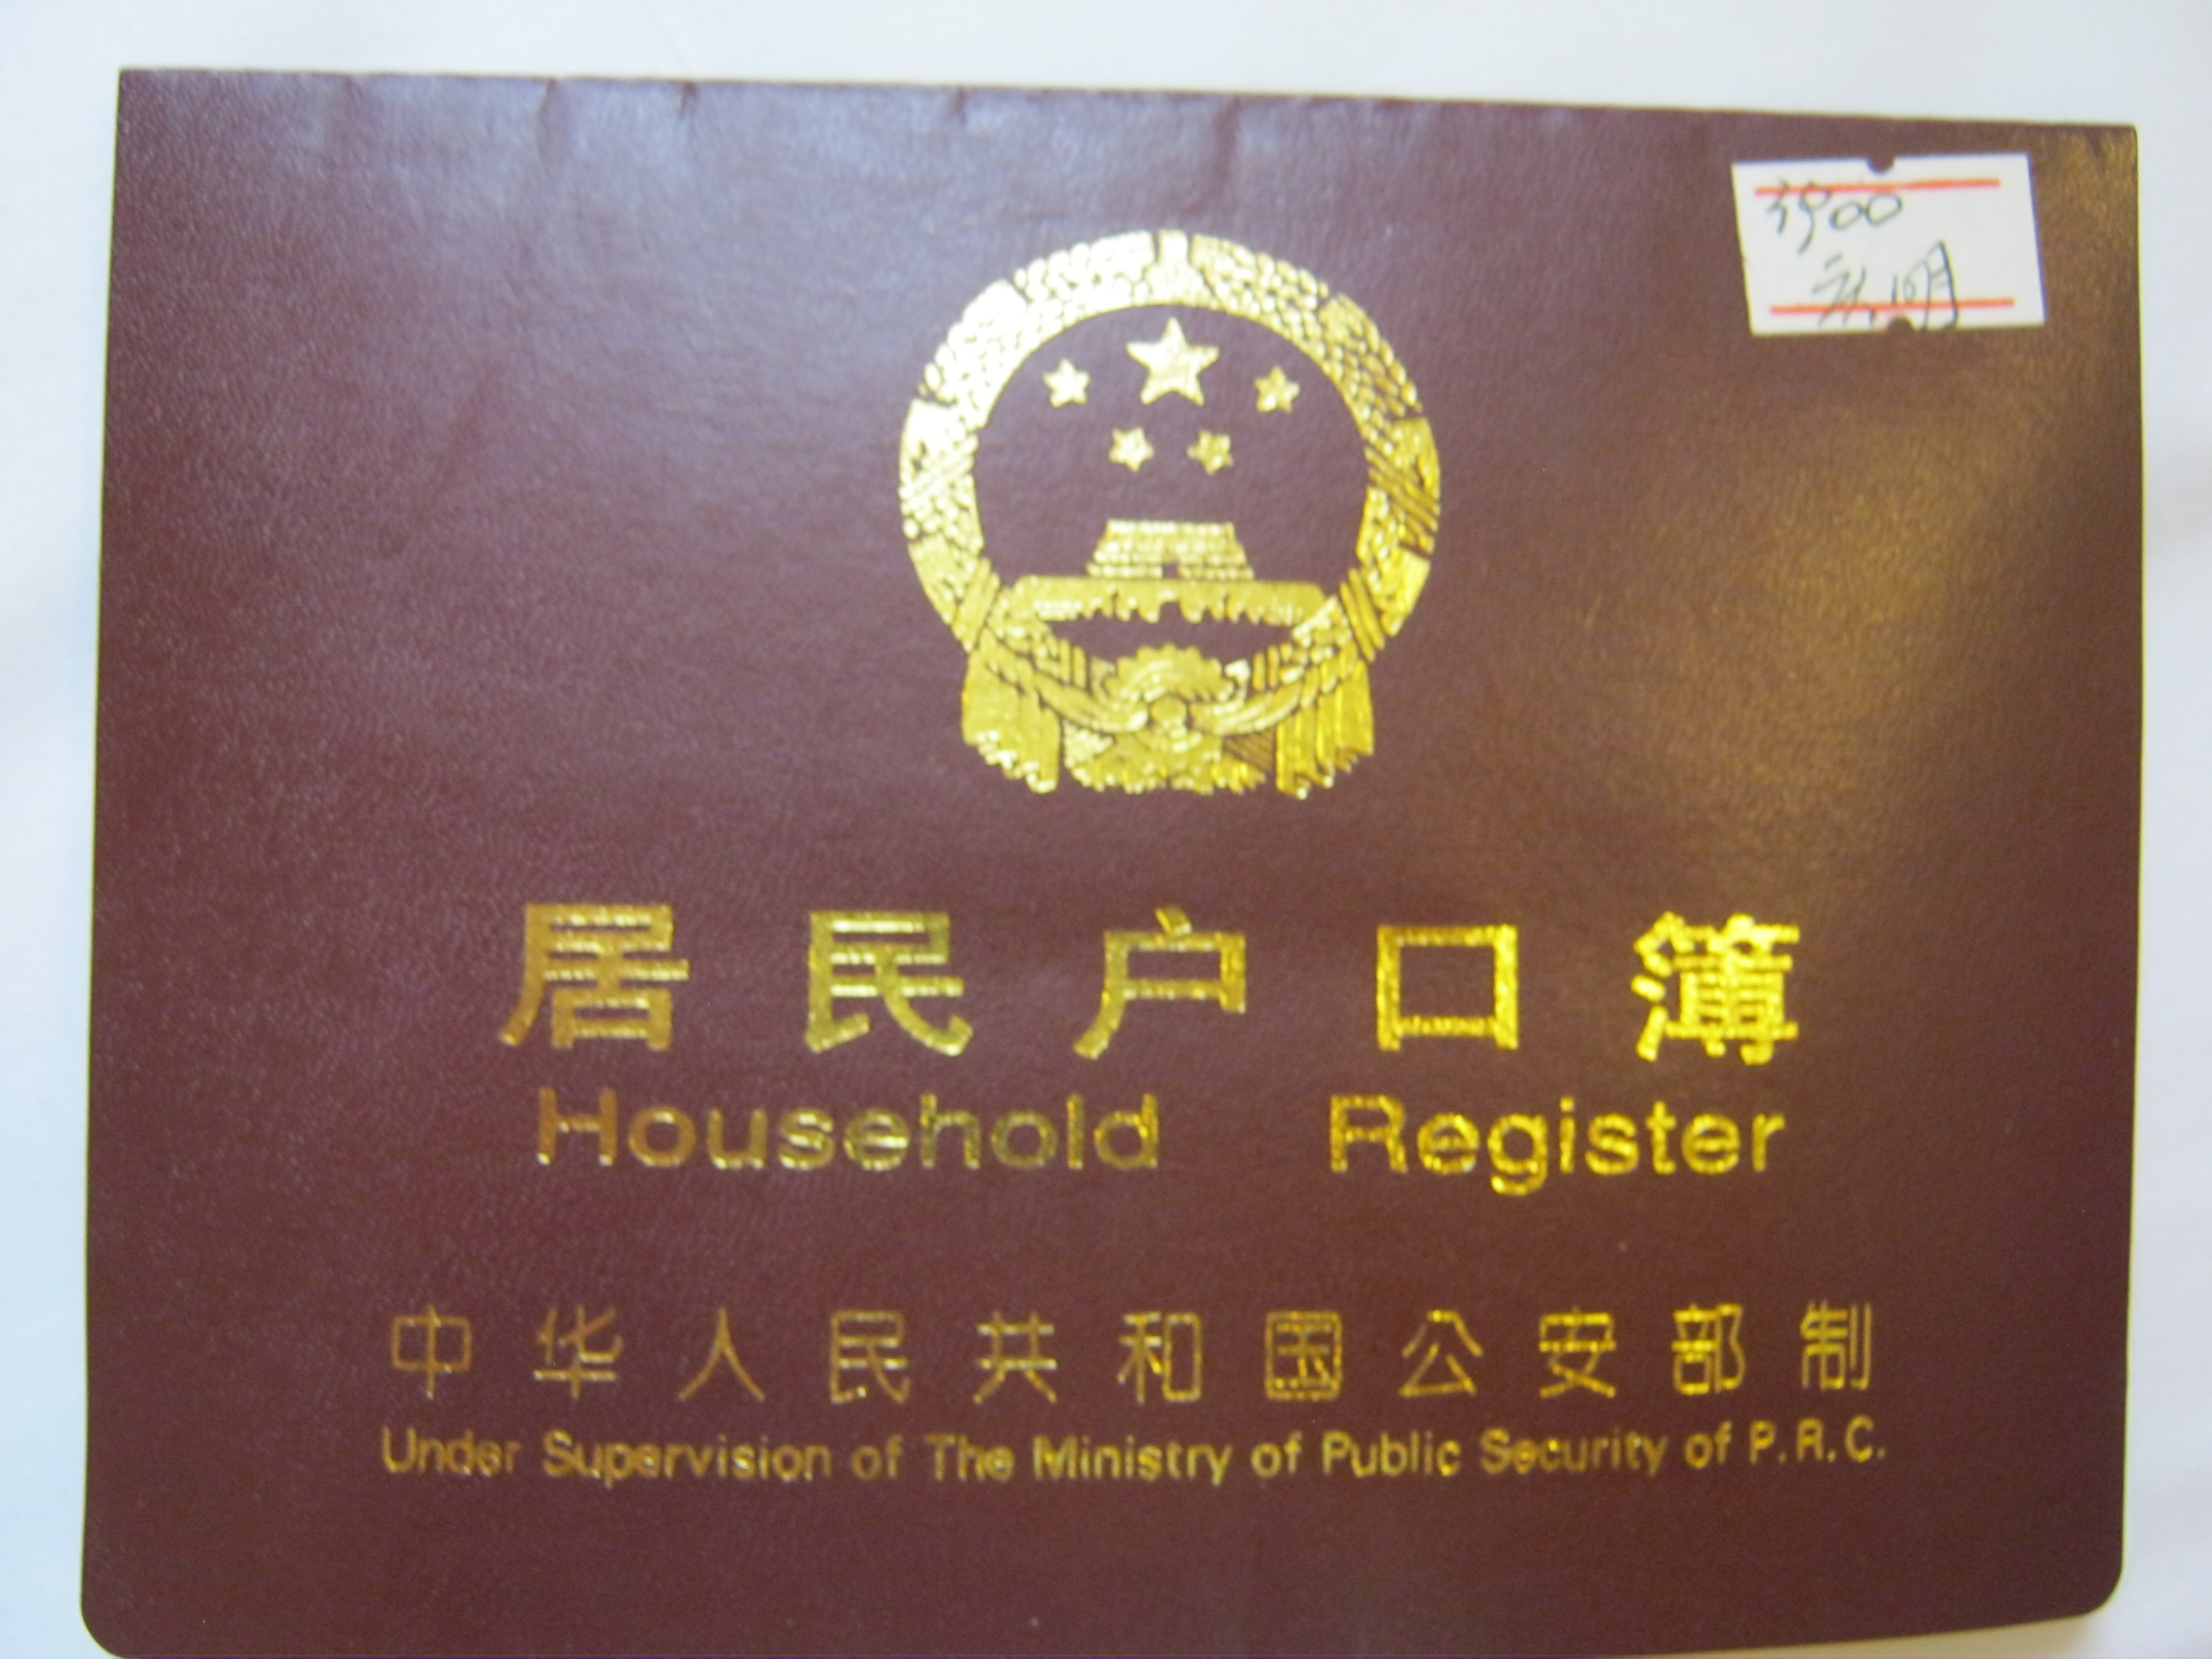 居民户口簿
Household Register
中华人民共和国公安部制
Under Supervision of The Ministry of Public Security of P.R.C.